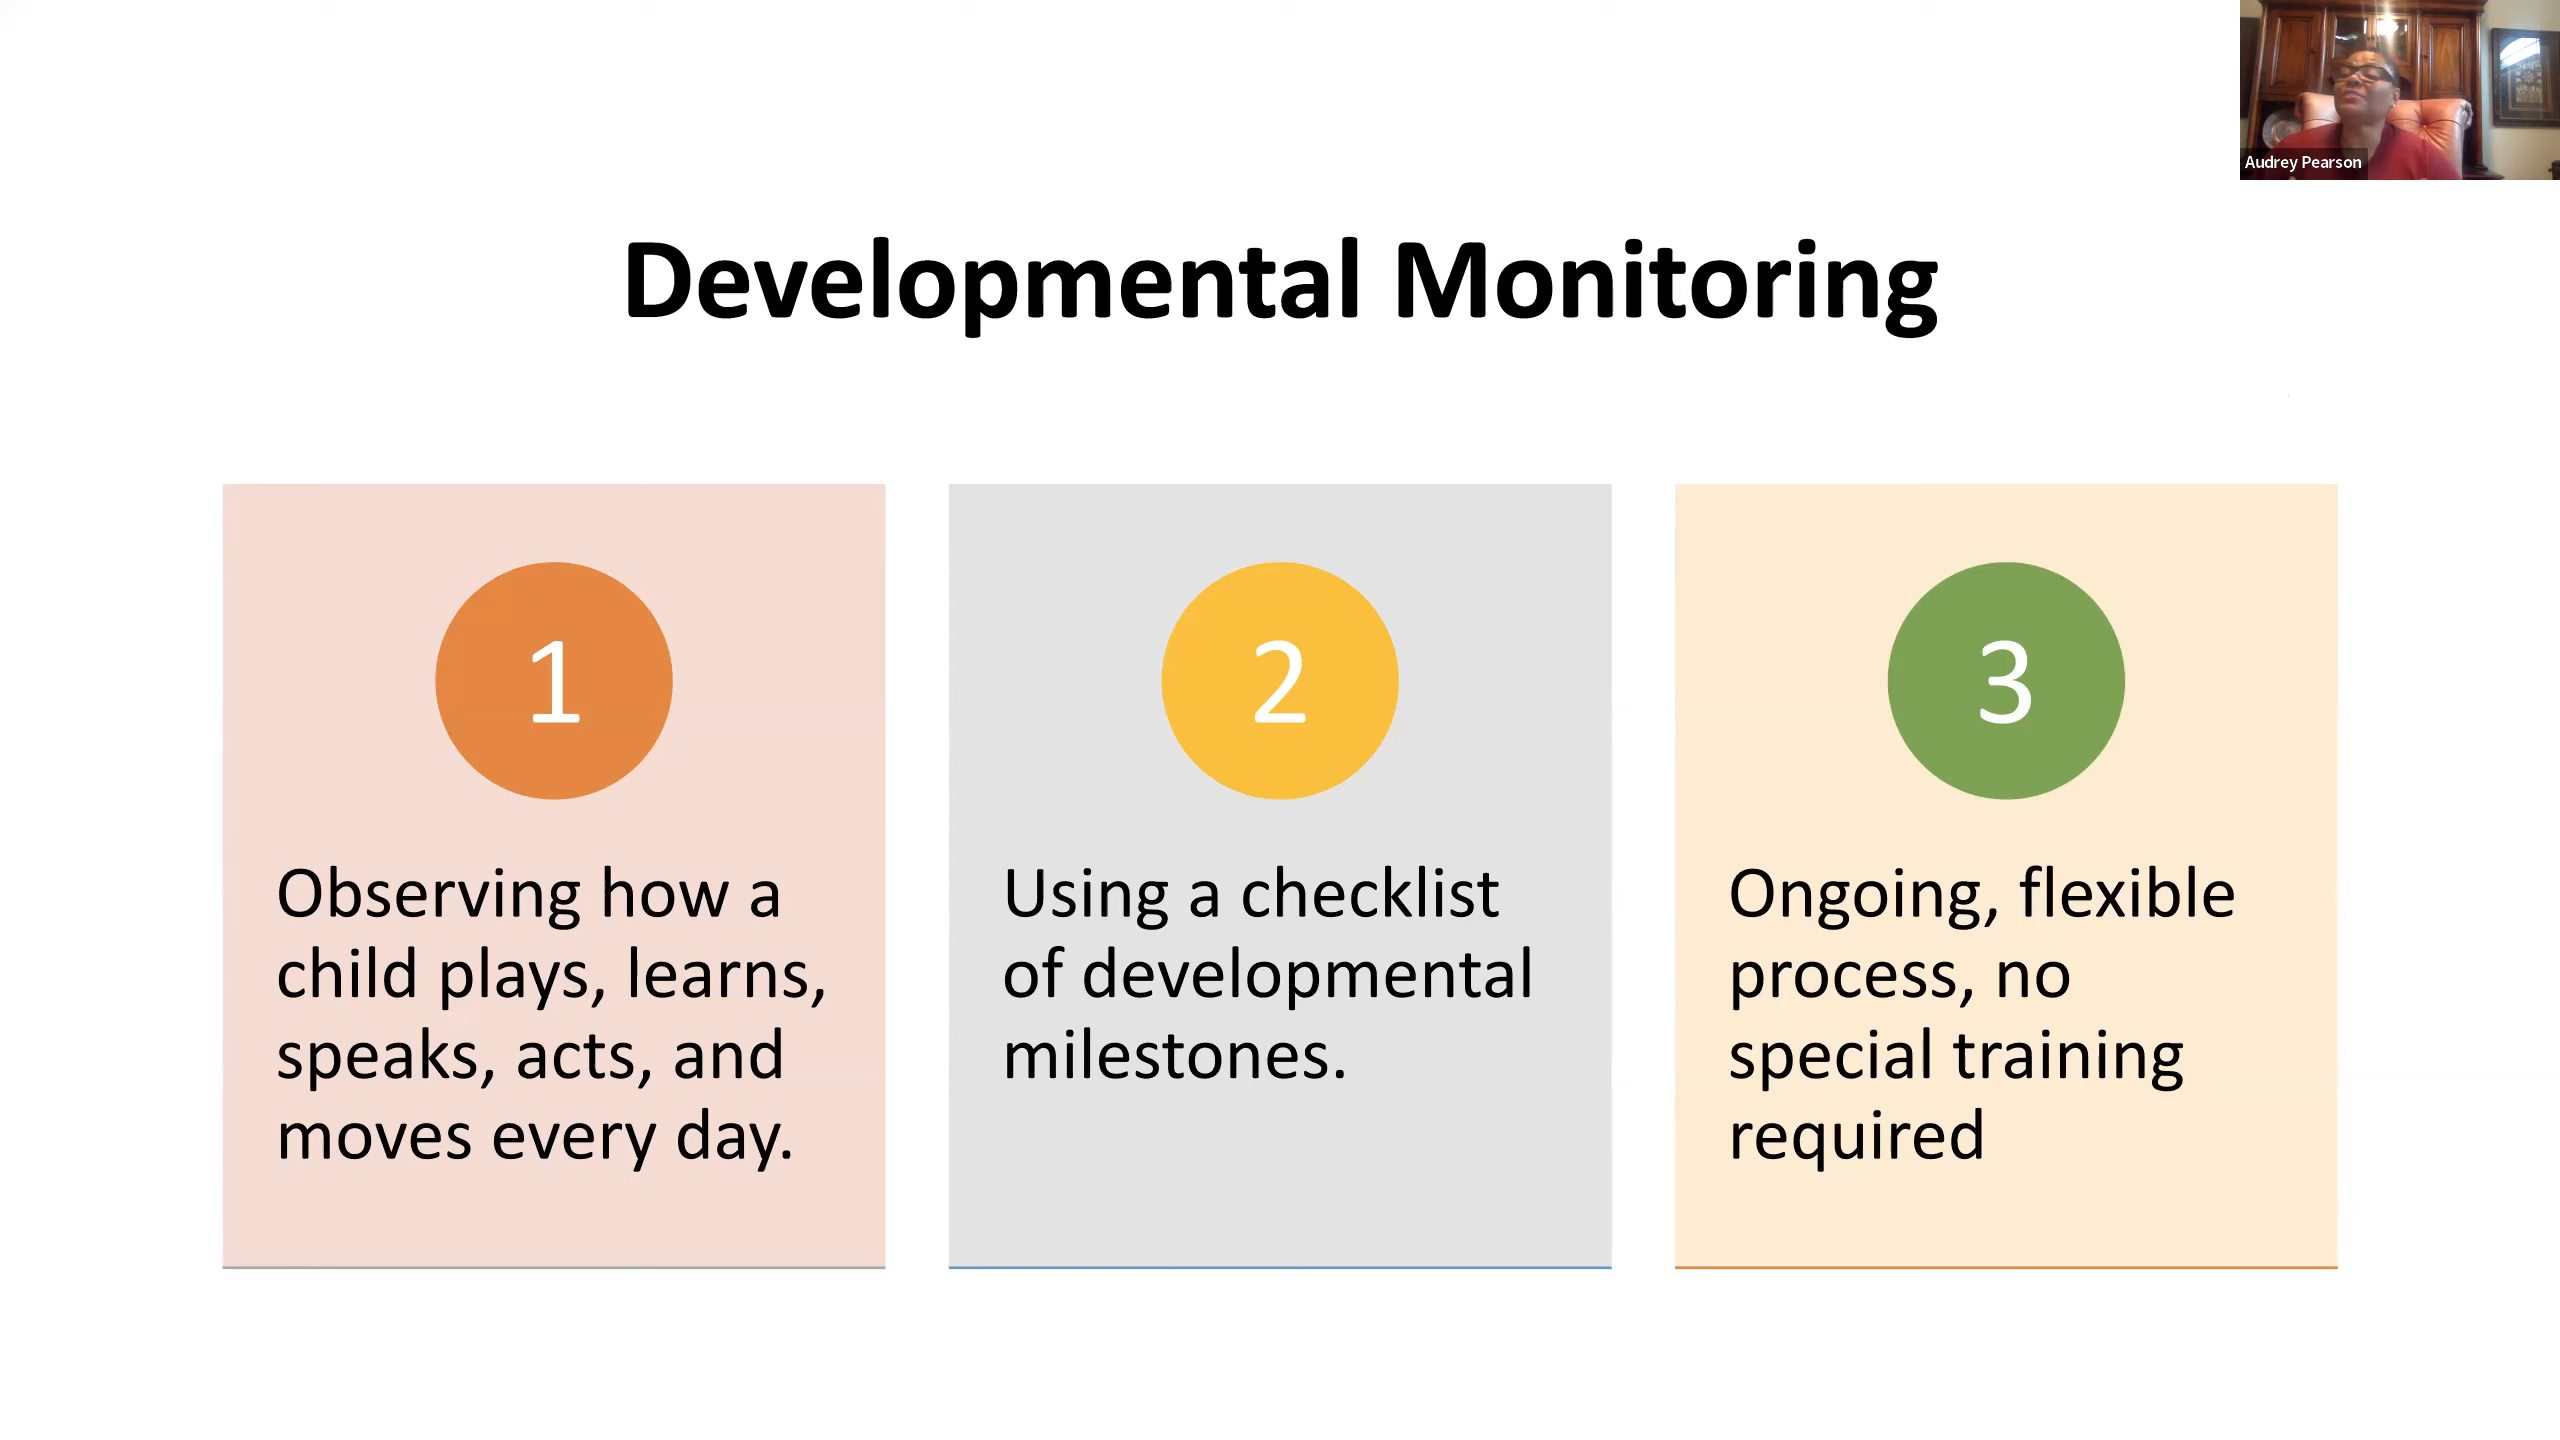 Audrey Pearson
Developmental Monitoring
1
Observing how a
child plays, learns,
speaks, acts, and
moves every day.
2
Using a checklist
of developmental
milestones.
3
Ongoing, flexible
process, no
special training
required